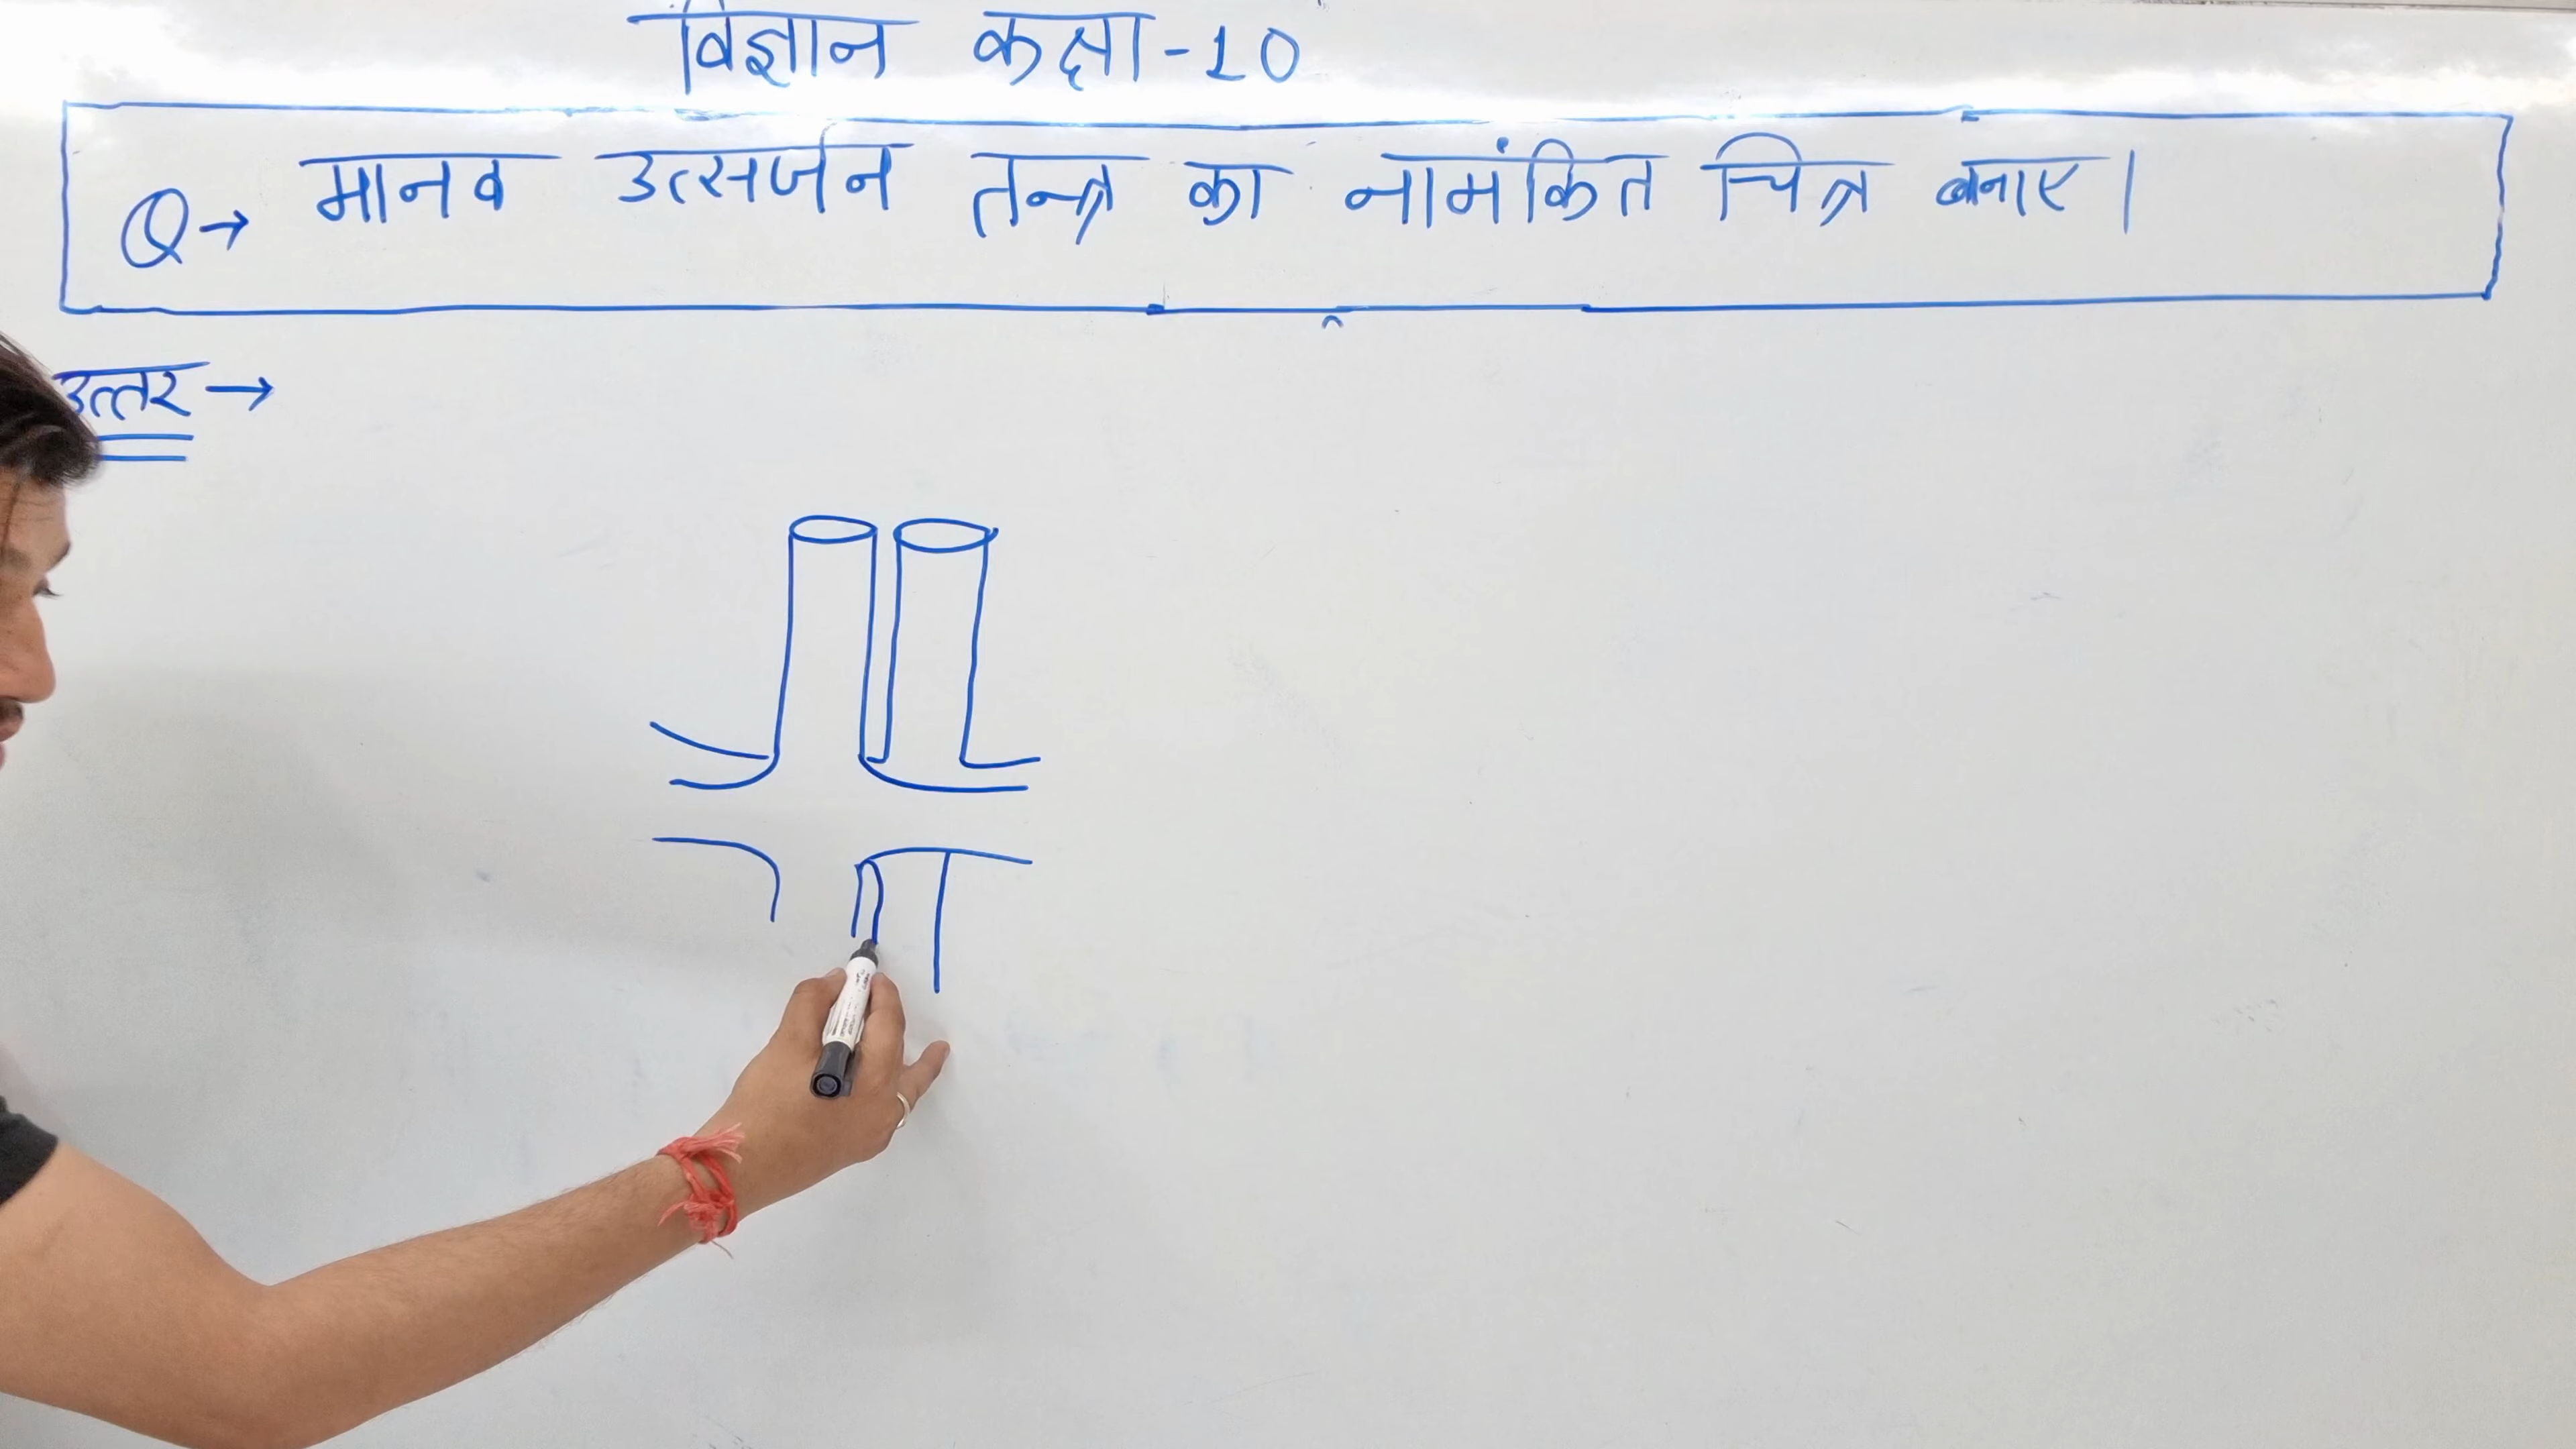 विज्ञान कक्षा-10
Q→ मानव उत्सर्जन तन्त्र का नामंकित चित्र बनाए।
उत्तर →